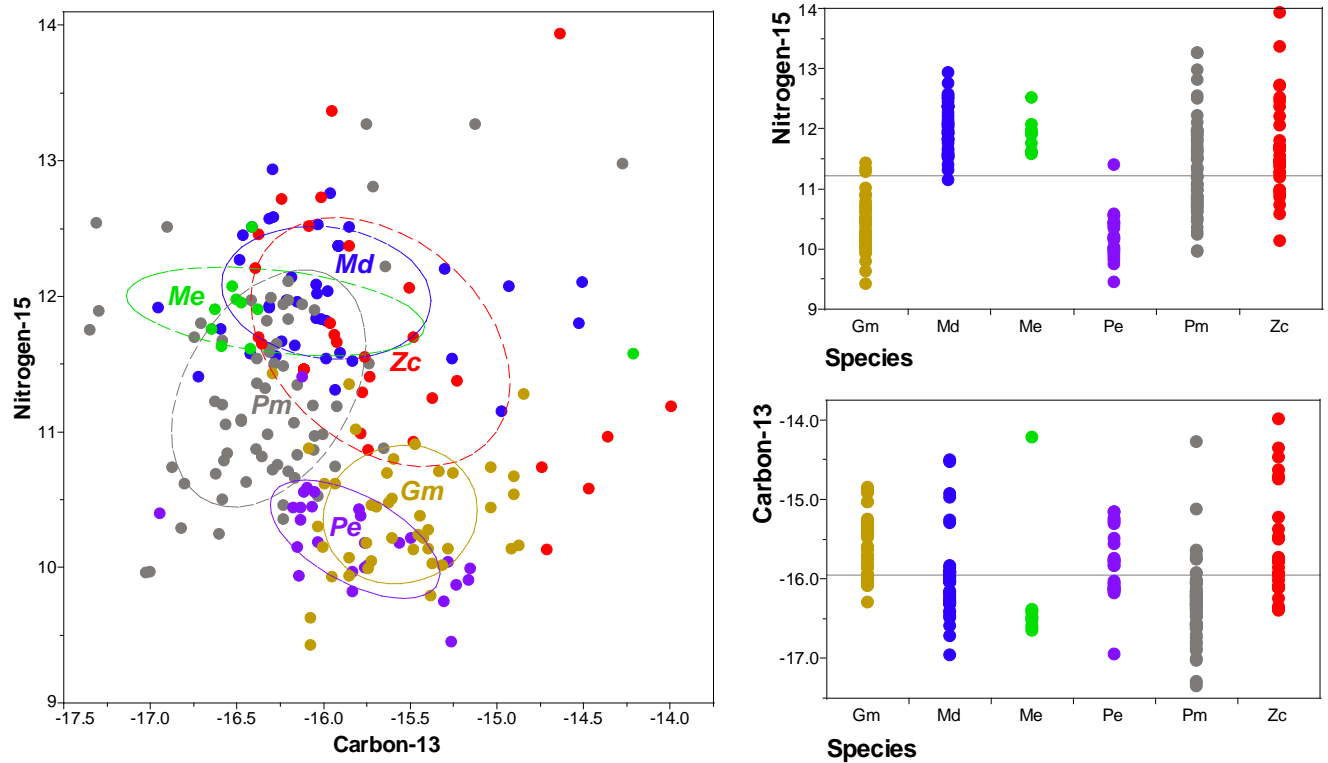 14
13
12
11
10
9
Nitrogen-15
-17.5
-17.0
-16.5
-16.0
-15.5
-15.0
-14.5
-14.0
Carbon-13
Md
Me
Zc
Pm
Gm
Pe
14
13
12
11
10
9
Nitrogen-15
Gm
Md
Me
Pe
Pm
Zc
Species
-14.0
-15.0
-16.0
-17.0
Carbon-13
Gm
Md
Me
Pe
Pm
Zc
Species